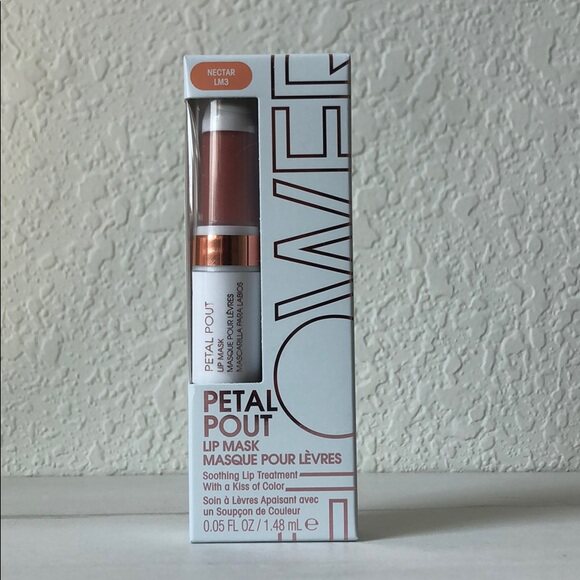 NECTAR
LM3
FLOWER
PETAL POUT
LIP MASK
MASQUE POUR LÈVRES
MASCARILLA PARA LABIOS
PETAL
POUT
LIP MASK
MASQUE POUR LÈVRES
Soothing Lip Treatment
With a Kiss of Color
Soin à Lèvres Apaisant avec
un Soupçon de Couleur
0.05 FL OZ / 1.48 mL ℮